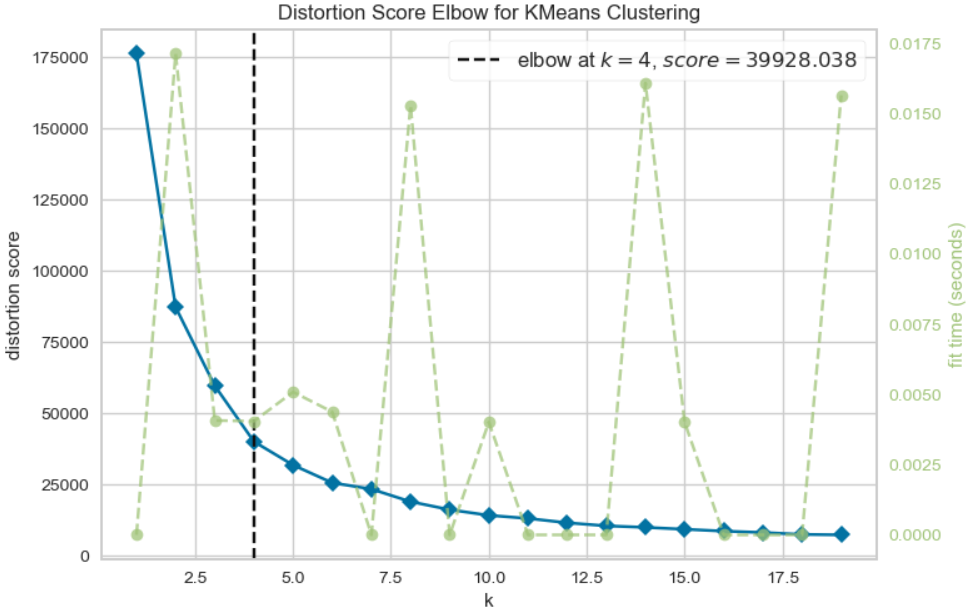 Distortion Score Elbow for KMeans Clustering
elbow at k = 4, score = 39928.038
distortion score
175000
150000
125000
100000
75000
50000
25000
0
0.0175
0.0150
0.0125
0.0100
0.0075
0.0050
0.0025
0.0000
fit time (seconds)
2.5 5.0 7.5 10.0 12.5 15.0 17.5
k